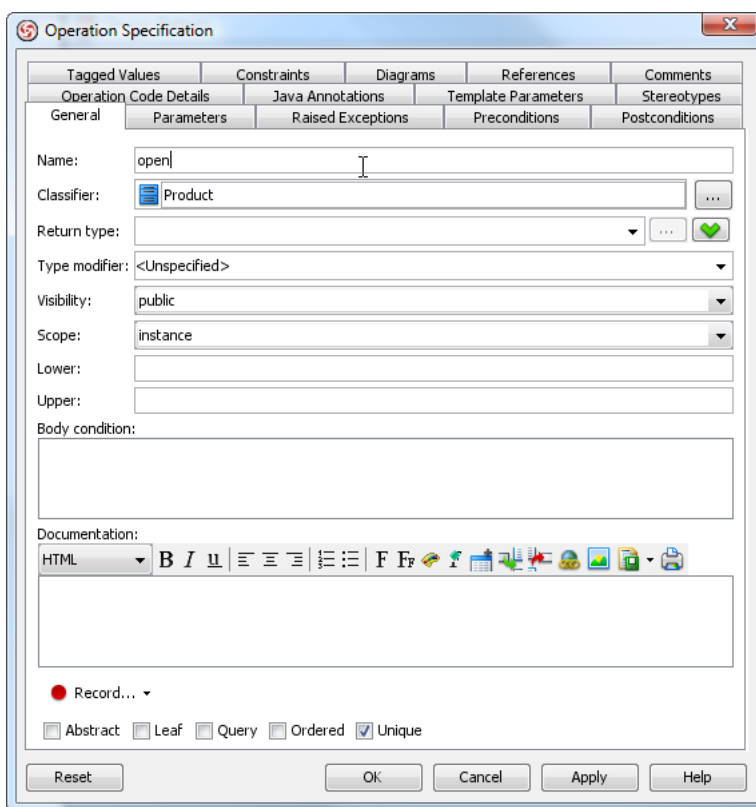 Operation Specification
Tagged Values Constraints Diagrams References Comments
Operation Code Details Java Annotations Template Parameters Stereotypes
General Parameters Raised Exceptions Preconditions Postconditions
Name: open
Classifier: Product ...
Return type: ...
Type modifier: <Unspecified>
Visibility: public
Scope: instance
Lower:
Upper:
Body condition:
Documentation:
HTML B I u F FF
Record...
Abstract Leaf Query Ordered Unique
Reset OK Cancel Apply Help